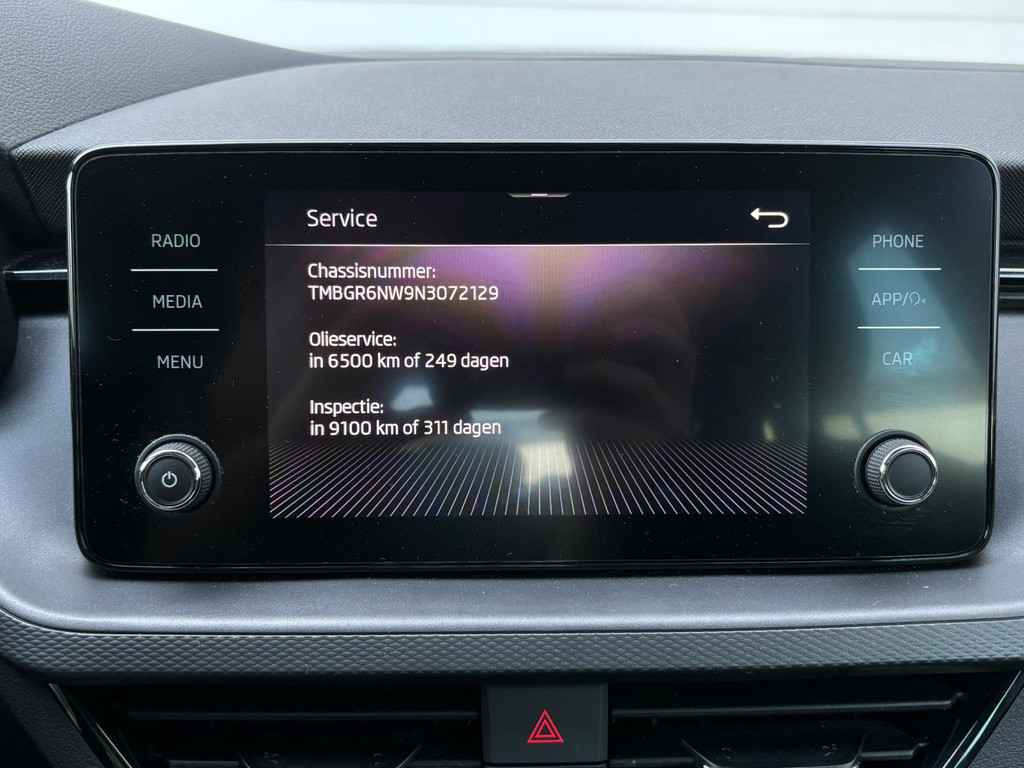 Service
RADIO
MEDIA
MENU
Chassisnummer:
TMBGR6NW9N3072129
Olieservice:
in 6500 km of 249 dagen
Inspectie:
in 9100 km of 311 dagen
PHONE
APP/
CAR